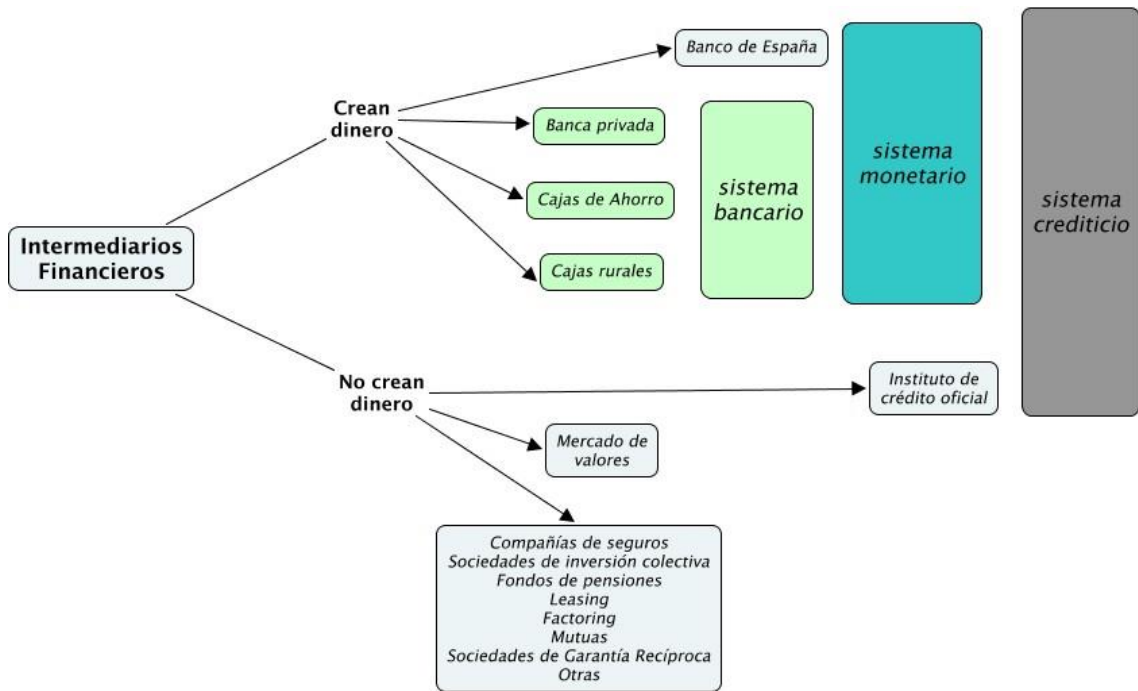 Banco de España
Crean
dinero
Banca privada
Cajas de Ahorro
Cajas rurales
sistema
bancario
sistema
monetario
sistema
crediticio
Intermediarios
Financieros
No crean
dinero
Instituto de
crédito oficial
Mercado de
valores
Compañías de seguros
Sociedades de inversión colectiva
Fondos de pensiones
Leasing
Factoring
Mutuas
Sociedades de Garantía Recíproca
Otras